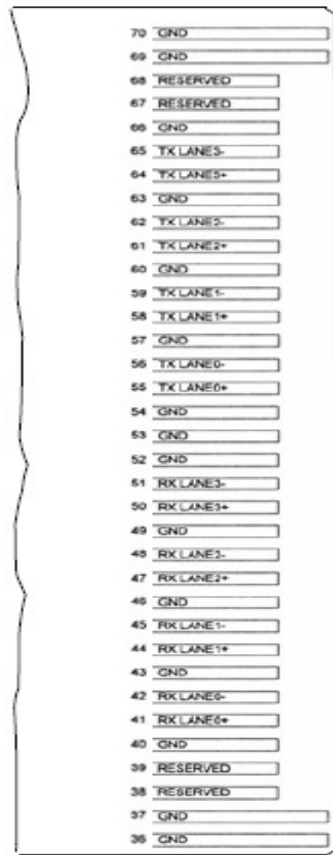 70 GND
69 GND
68 RESERVED
67 RESERVED
66 GND
65 TX LANE3-
64 TX LANE3+
63 GND
62 TX LANE2-
61 TX LANE2+
60 GND
59 TX LANE1-
58 TX LANE1+
57 GND
56 TX LANE0-
55 TX LANE0+
54 GND
53 GND
52 GND
51 RX LANE3-
50 RX LANE3+
49 GND
48 RX LANE2-
47 RX LANE2+
46 GND
45 RX LANE1-
44 RX LANE1+
43 GND
42 RX LANE0-
41 RX LANE0+
40 GND
39 RESERVED
38 RESERVED
37 GND
36 GND